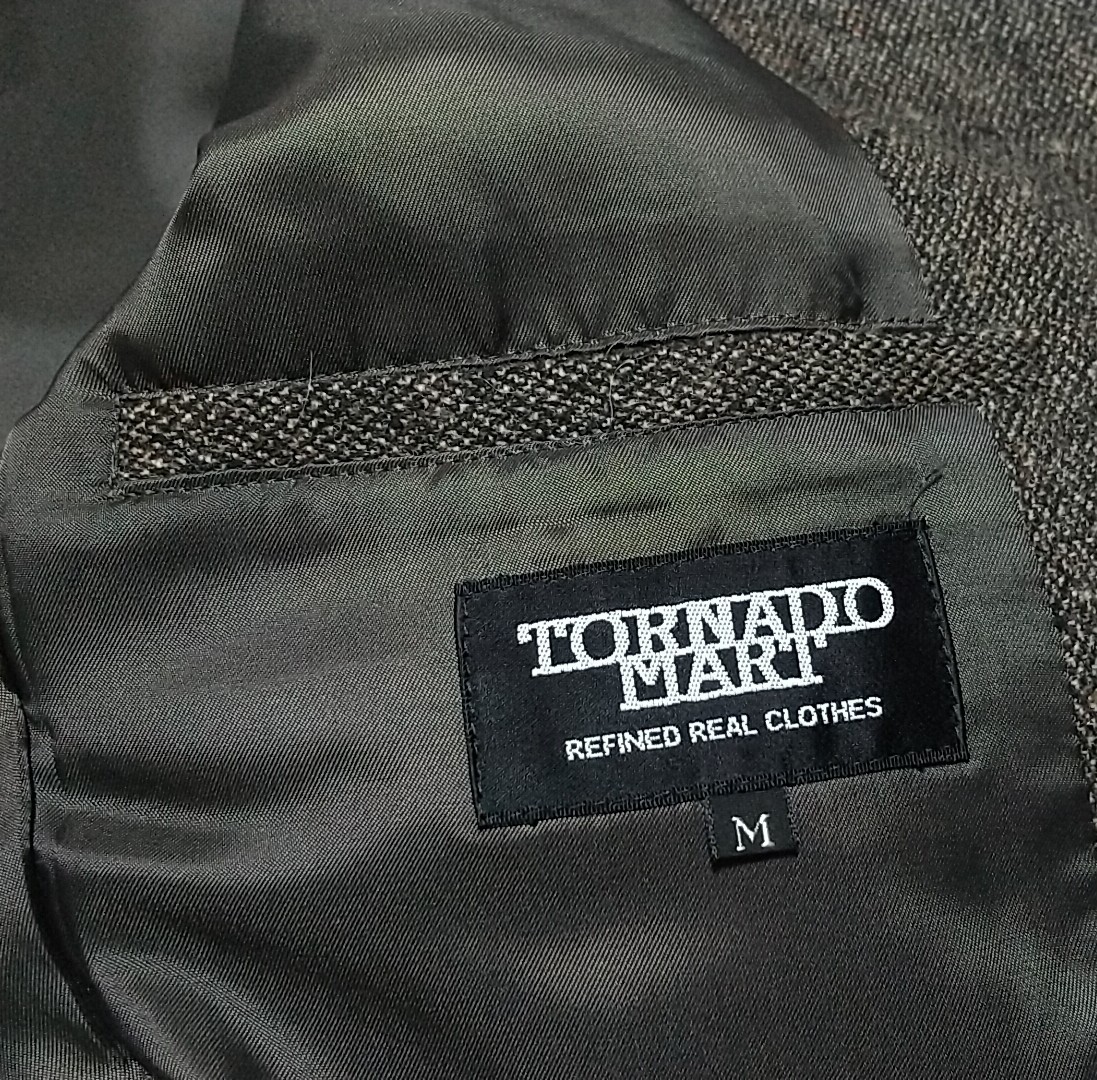 TORNADO
MART
REFINED REAL CLOTHES
M